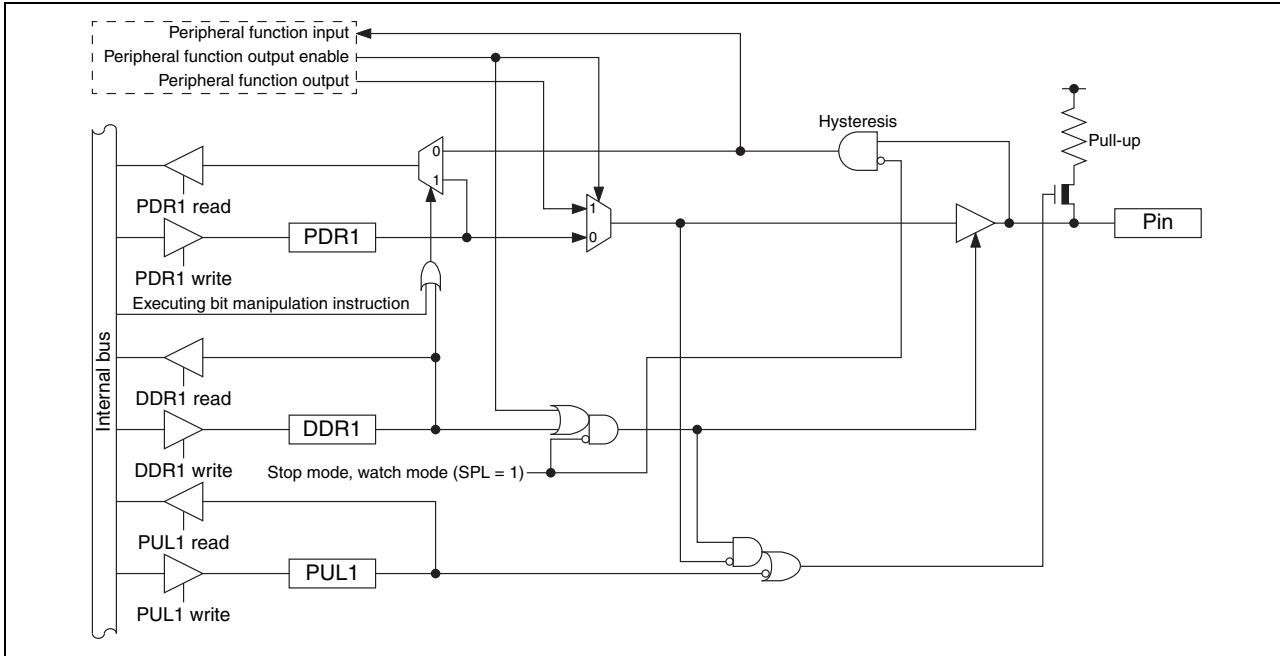 Peripheral function input
Peripheral function output enable
Peripheral function output
Hysteresis
Pull-up
0
1
PDR1 read
1
0
Pin
PDR1
PDR1 write
Executing bit manipulation instruction
Internal bus
DDR1 read
DDR1
DDR1 write
Stop mode, watch mode (SPL = 1)
PUL1 read
PUL1
PUL1 write